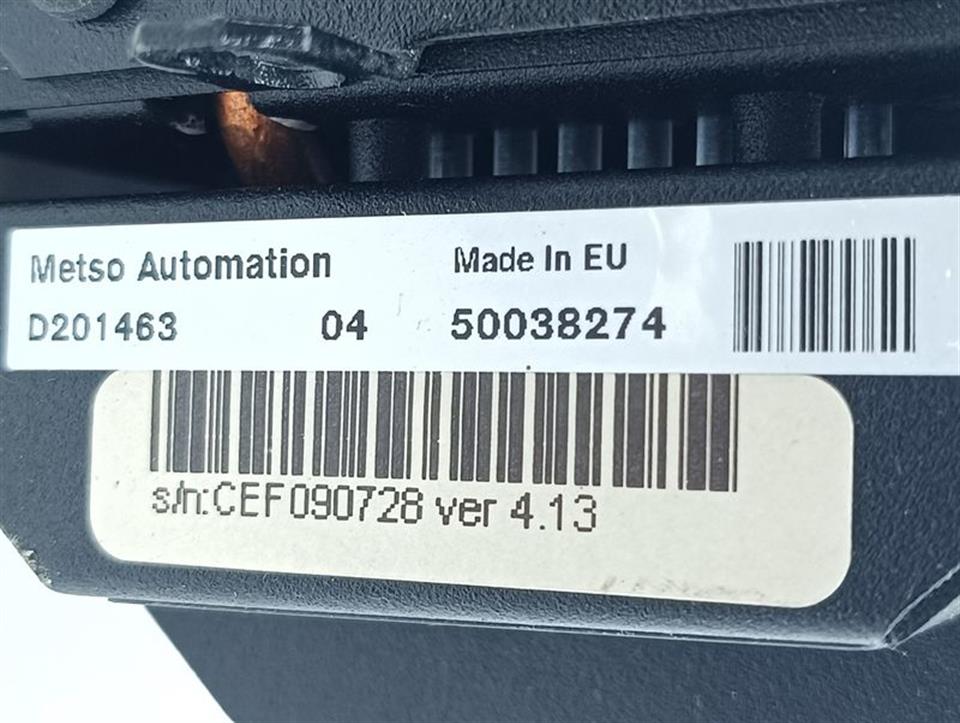 Metso Automation Made In EU
D201463 04 50038274
s/n:CEF090728 ver 4.13